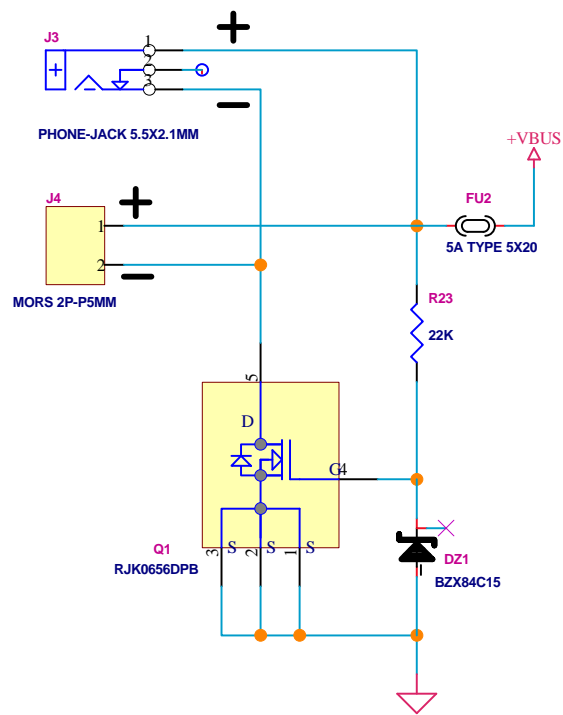 J3
1
2
3
+
−
PHONE-JACK 5.5X2.1MM
+VBUS
J4
+
1
2
−
MORS 2P-P5MM
FU2
5A TYPE 5X20
R23
22K
5
D
G4
Q1
RJK0656DPB
3
S
2
S
1
S
DZ1
BZX84C15